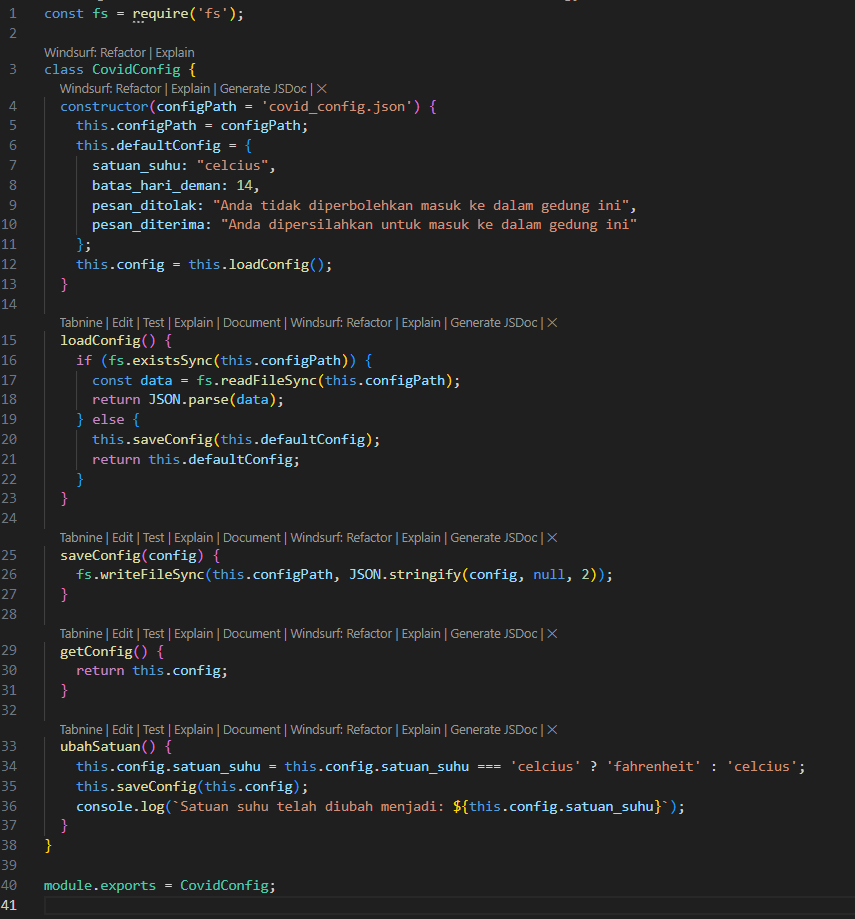 1 const fs = require('fs');
2
Windsurf: Refactor | Explain
3 class CovidConfig {
Windsurf: Refactor | Explain | Generate JSDoc | ✕
4 constructor(configPath = 'covid_config.json') {
5 this.configPath = configPath;
6 this.defaultConfig = {
7 satuan_suhu: "celcius",
8 batas_hari_deman: 14,
9 pesan_ditolak: "Anda tidak diperbolehkan masuk ke dalam gedung ini",
10 pesan_diterima: "Anda dipersilahkan untuk masuk ke dalam gedung ini"
11 };
12 this.config = this.loadConfig();
13 }
14
Tabnine | Edit | Test | Explain | Document | Windsurf: Refactor | Explain | Generate JSDoc | ✕
15 loadConfig() {
16 if (fs.existsSync(this.configPath)) {
17 const data = fs.readFileSync(this.configPath);
18 return JSON.parse(data);
19 } else {
20 this.saveConfig(this.defaultConfig);
21 return this.defaultConfig;
22 }
23 }
24
Tabnine | Edit | Test | Explain | Document | Windsurf: Refactor | Explain | Generate JSDoc | ✕
25 saveConfig(config) {
26 fs.writeFileSync(this.configPath, JSON.stringify(config, null, 2));
27 }
28
Tabnine | Edit | Test | Explain | Document | Windsurf: Refactor | Explain | Generate JSDoc | ✕
29 getConfig() {
30 return this.config;
31 }
32
Tabnine | Edit | Test | Explain | Document | Windsurf: Refactor | Explain | Generate JSDoc | ✕
33 ubahSatuan() {
34 this.config.satuan_suhu = this.config.satuan_suhu === 'celcius' ? 'fahrenheit' : 'celcius';
35 this.saveConfig(this.config);
36 console.log(`Satuan suhu telah diubah menjadi: ${this.config.satuan_suhu}`);
37 }
38 }
39
40 module.exports = CovidConfig;
41